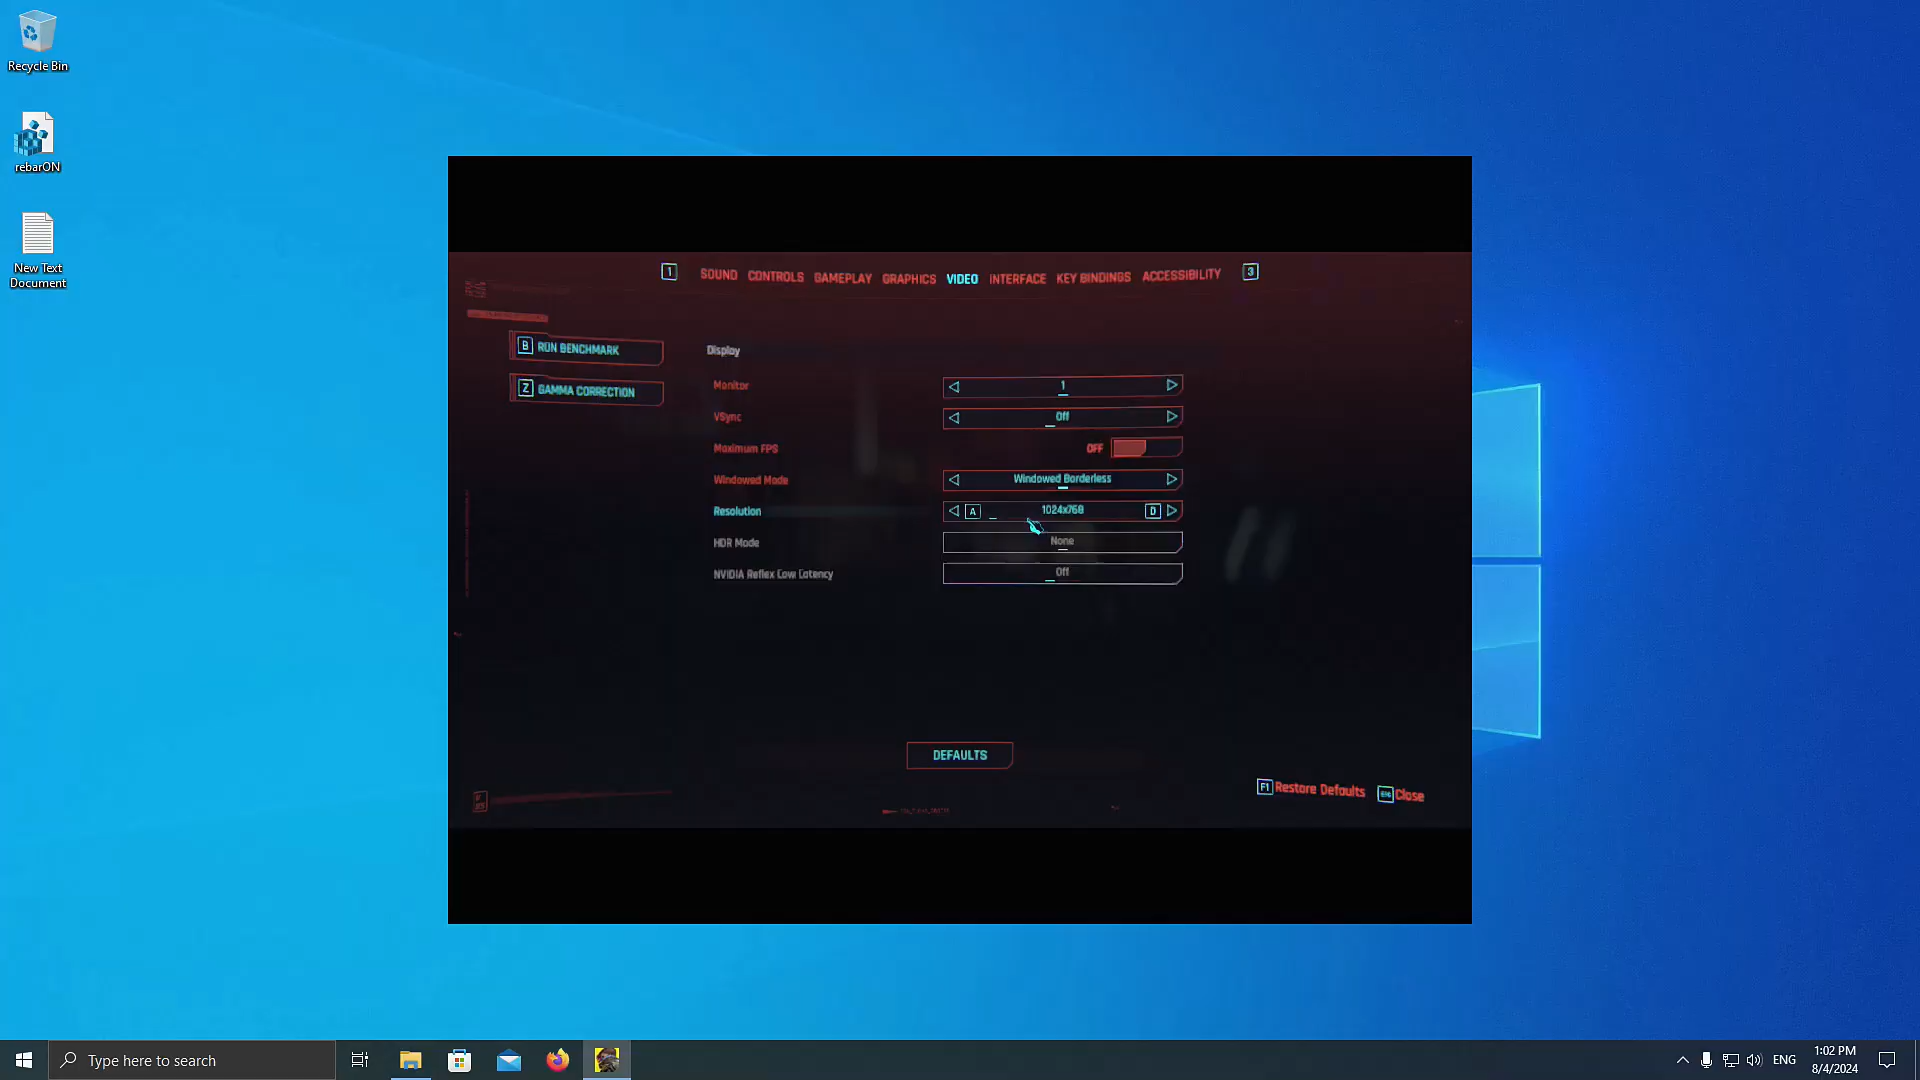 Recycle Bin
rebarON
New Text
Document
1 SOUND CONTROLS GAMEPLAY GRAPHICS VIDEO INTERFACE KEY BINDINGS ACCESSIBILITY 3
B RUN BENCHMARK
Z GAMMA CORRECTION
Display
Monitor 1
VSync Off
Maximum FPS OFF
Windowed Mode Windowed Borderless
Resolution A 1024x768 D
HDR Mode None
NVIDIA Reflex Low Latency Off
DEFAULTS
F1 Restore Defaults Close
Type here to search
ENG
1:02 PM
8/4/2024